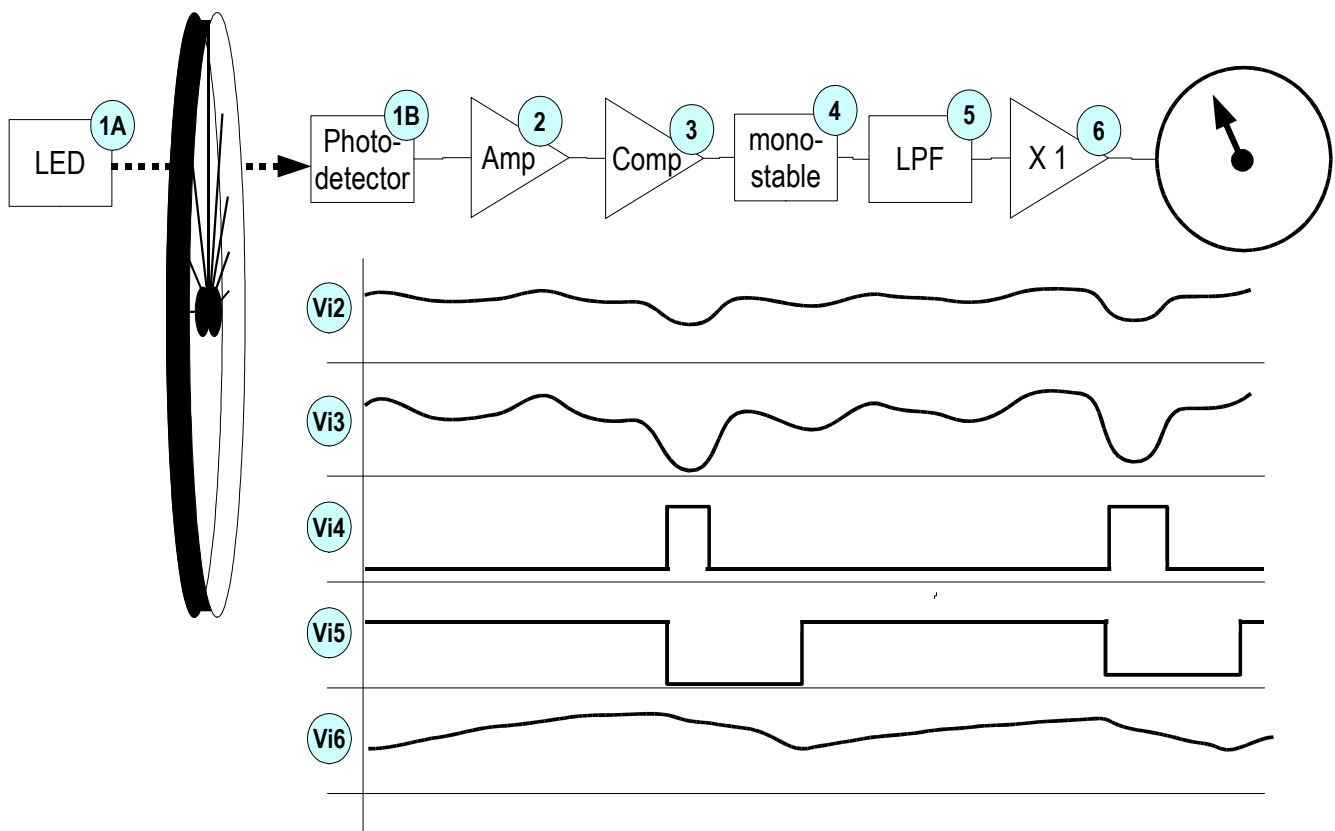 1A
LED
1B
Photo-
detector
2
Amp
3
Comp
4
mono-
stable
5
LPF
6
X 1
Vi2
Vi3
Vi4
Vi5
Vi6